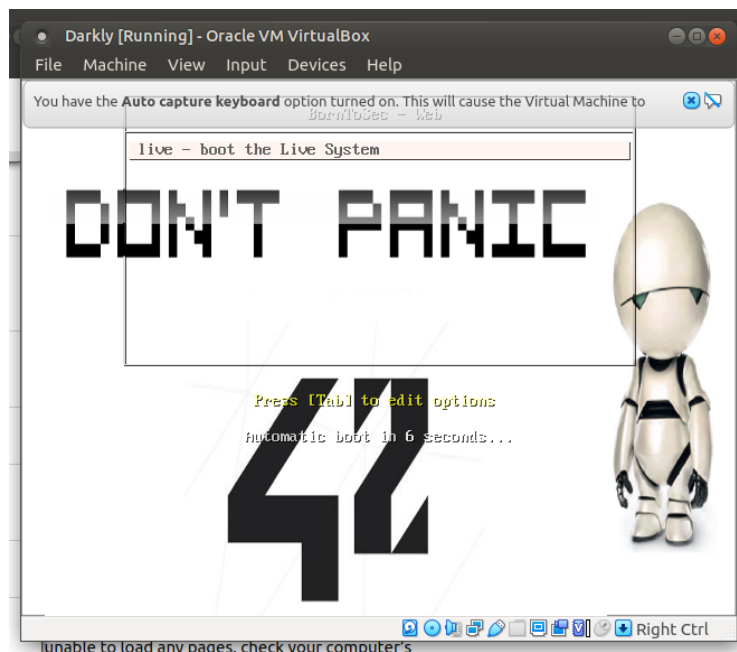 Darkly [Running] - Oracle VM VirtualBox
File Machine View Input Devices Help
You have the Auto capture keyboard option turned on. This will cause the Virtual Machine to
BornToSec - Web
live - boot the Live System
DON'T PANIC
42
Press [Tab] to edit options
Automatic boot in 6 seconds...
Right Ctrl
unable to load any pages, check your computer's